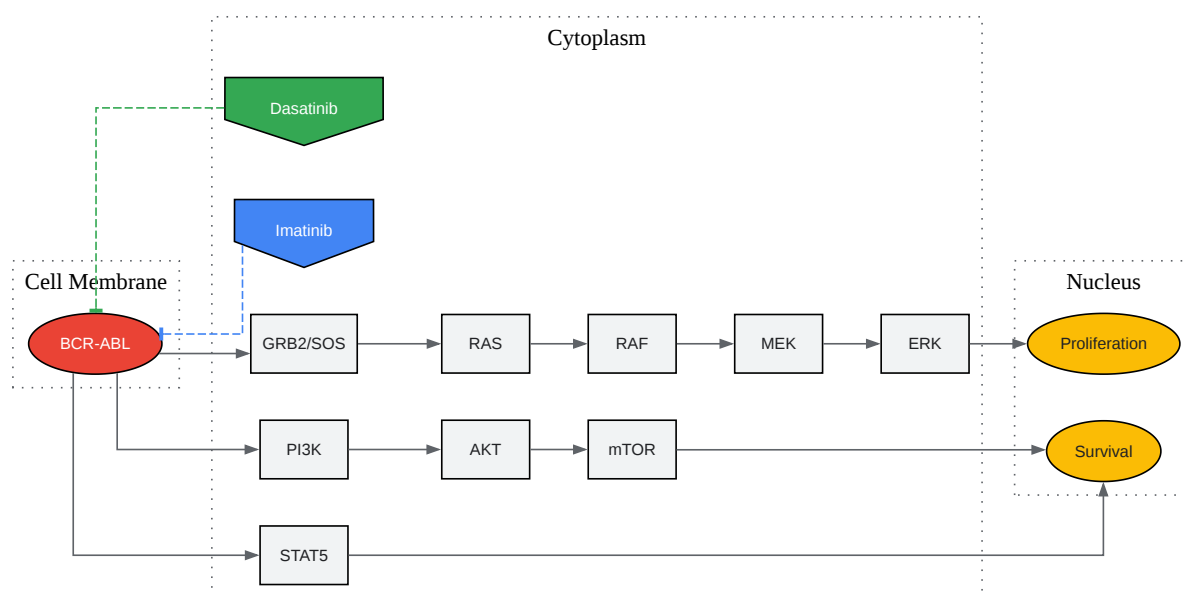 Cytoplasm
Dasatinib
Imatinib
Cell Membrane
Nucleus
BCR-ABL
GRB2/SOS
RAS
RAF
MEK
ERK
Proliferation
PI3K
AKT
mTOR
Survival
STAT5